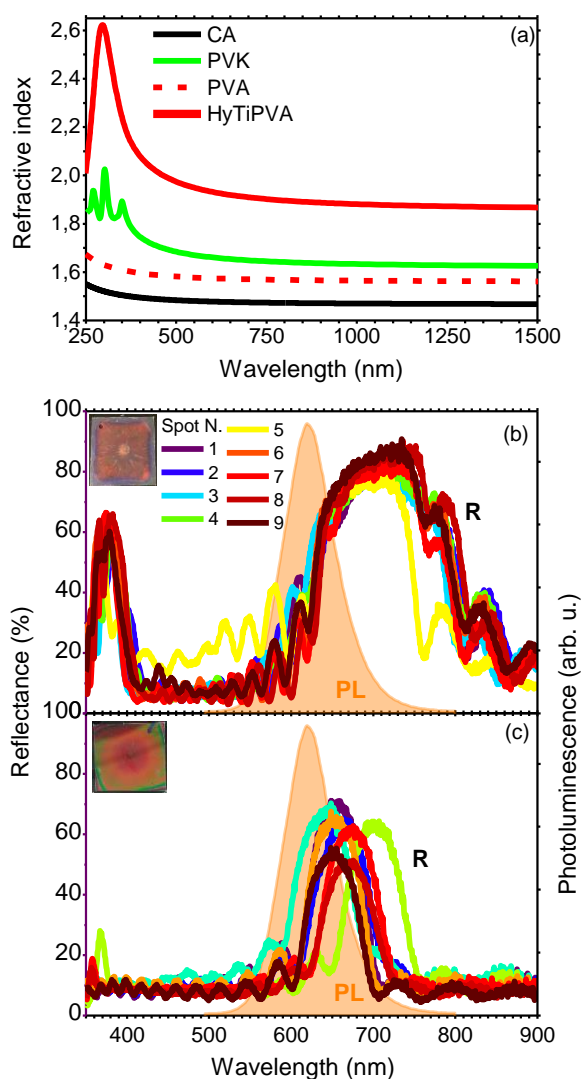 (a)
CA
PVK
PVA
HyTiPVA
2,6
2,4
2,2
2,0
1,8
1,6
1,4
Refractive index
250 500 750 1000 1250 1500
Wavelength (nm)
(b)
Spot N.
1
2
3
4
5
6
7
8
9
R
PL
100
80
60
40
20
100
Reflectance (%)
Photoluminescence (arb. u.)
(c)
R
PL
80
60
40
20
0
400 500 600 700 800 900
Wavelength (nm)